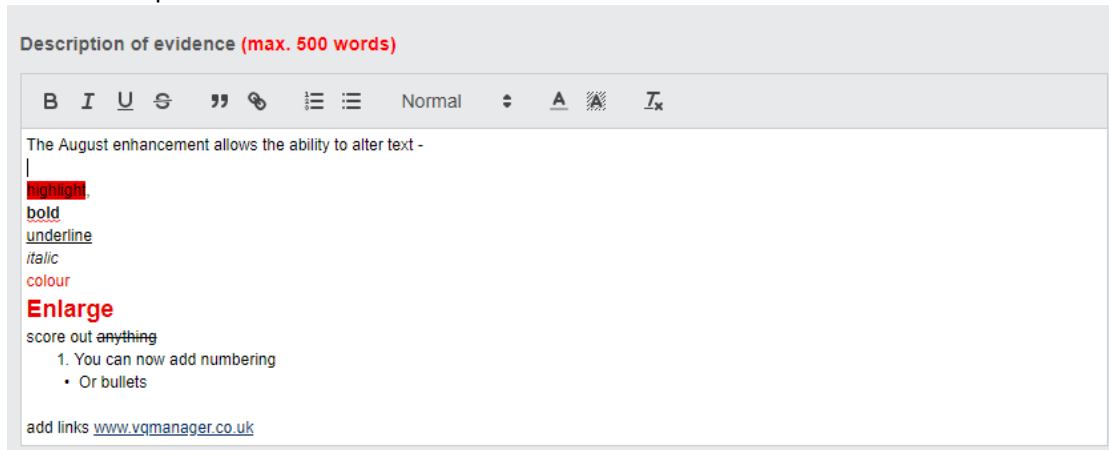 Description of evidence (max. 500 words)
B I U S Normal A A Tx
The August enhancement allows the ability to alter text -
highlight,
bold
underline
italic
colour
Enlarge
score out anything
1. You can now add numbering
• Or bullets
add links www.vqmanager.co.uk